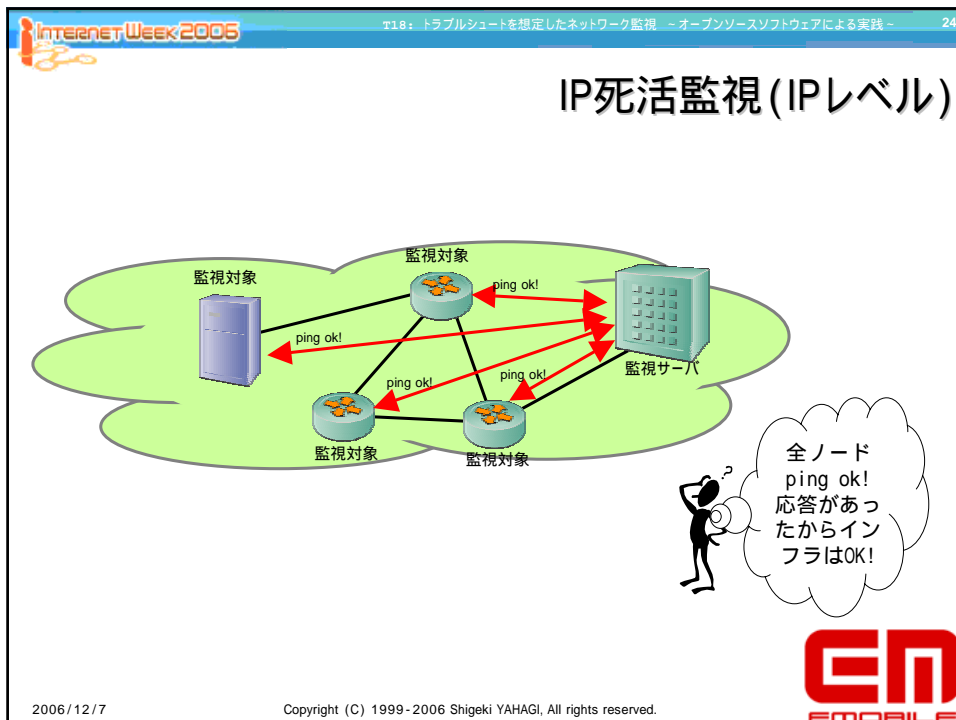 INTERNET WEEK 2006
T18: トラブルシュートを想定したネットワーク監視 ~オープンソースソフトウェアによる実践~ 24
IP死活監視(IPレベル)
監視対象
監視対象
ping ok!
ping ok!
監視サーバ
ping ok!
ping ok!
監視対象
監視対象
?
全ノード
ping ok!
応答があっ
たからイン
フラはOK!
EM
EMOBILE
2006/12/7
Copyright (C) 1999-2006 Shigeki YAHAGI, All rights reserved.